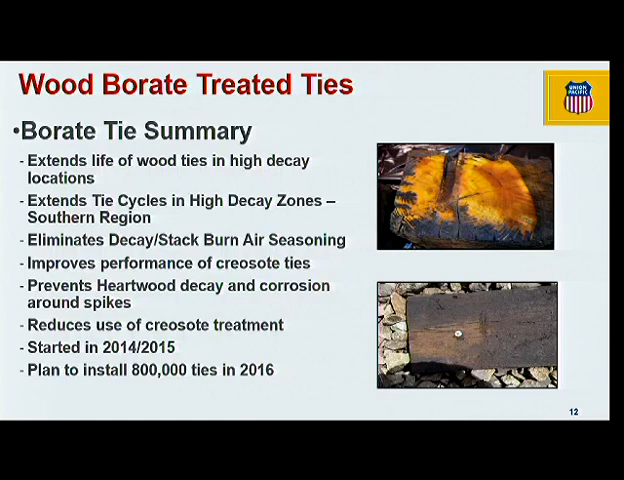 Wood Borate Treated Ties
UNION
PACIFIC
•Borate Tie Summary
- Extends life of wood ties in high decay
locations
- Extends Tie Cycles in High Decay Zones –
Southern Region
- Eliminates Decay/Stack Burn Air Seasoning
- Improves performance of creosote ties
- Prevents Heartwood decay and corrosion
around spikes
- Reduces use of creosote treatment
- Started in 2014/2015
- Plan to install 800,000 ties in 2016
12